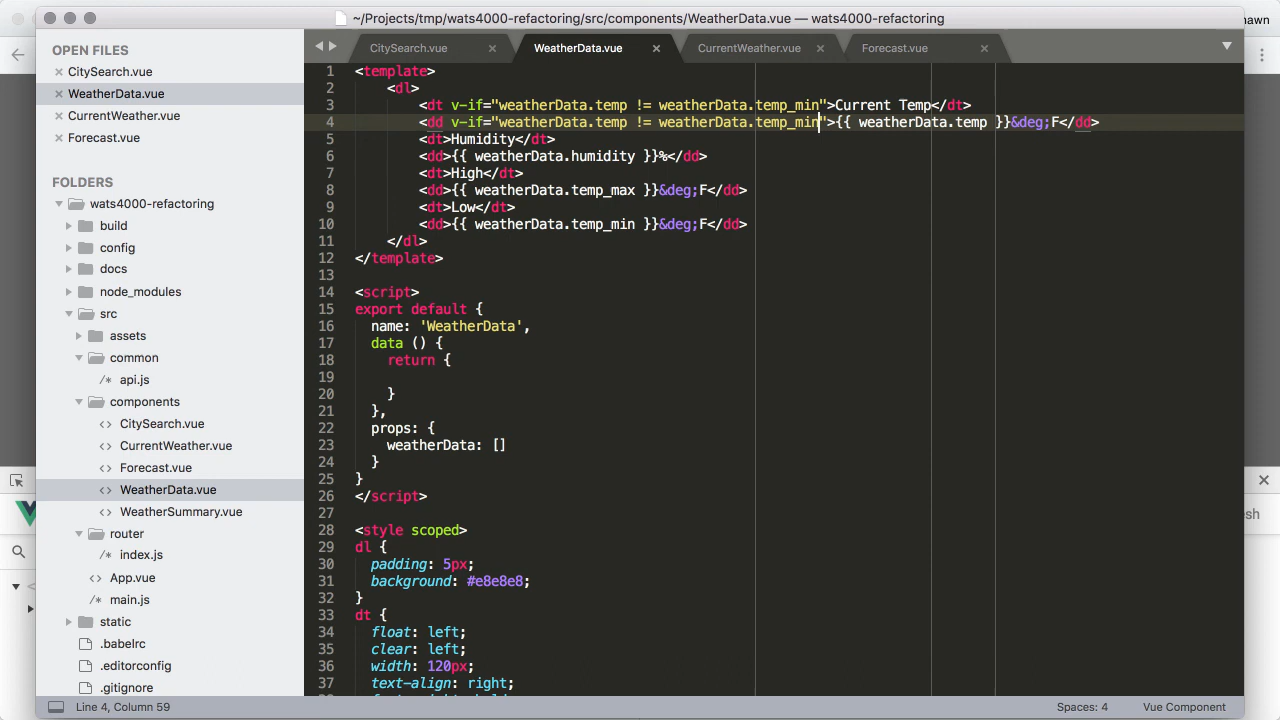 ~/Projects/tmp/wats4000-refactoring/src/components/WeatherData.vue — wats4000-refactoring
awn
OPEN FILES
CitySearch.vue
WeatherData.vue
CurrentWeather.vue
Forecast.vue
FOLDERS
wats4000-refactoring
build
config
docs
node_modules
src
assets
common
api.js
components
CitySearch.vue
CurrentWeather.vue
Forecast.vue
WeatherData.vue
WeatherSummary.vue
router
index.js
App.vue
main.js
static
.babelrc
.editorconfig
.gitignore
CitySearch.vue
WeatherData.vue
CurrentWeather.vue
Forecast.vue
1 <template>
2 <dl>
3 <dt v-if="weatherData.temp != weatherData.temp_min">Current Temp</dt>
4 <dd v-if="weatherData.temp != weatherData.temp_min">{{ weatherData.temp }}&deg;F</dd>
5 <dt>Humidity</dt>
6 <dd>{{ weatherData.humidity }}%</dd>
7 <dt>High</dt>
8 <dd>{{ weatherData.temp_max }}&deg;F</dd>
9 <dt>Low</dt>
10 <dd>{{ weatherData.temp_min }}&deg;F</dd>
11 </dl>
12 </template>
13
14 <script>
15 export default {
16 name: 'WeatherData',
17 data () {
18 return {
19
20 }
21 },
22 props: {
23 weatherData: []
24 }
25 }
26 </script>
27
28 <style scoped>
29 dl {
30 padding: 5px;
31 background: #e8e8e8;
32 }
33 dt {
34 float: left;
35 clear: left;
36 width: 120px;
37 text-align: right;
esh
Line 4, Column 59
Spaces: 4
Vue Component